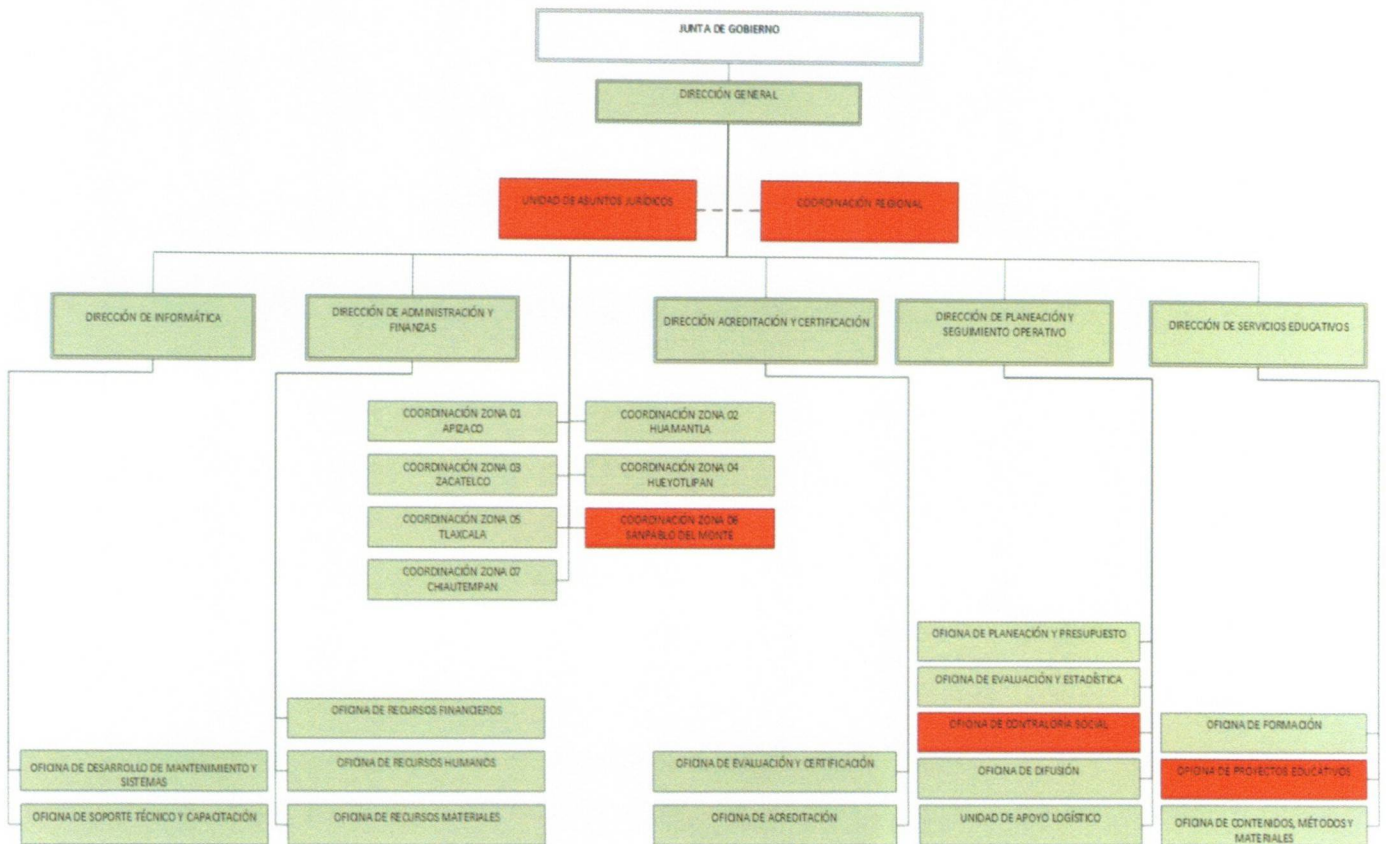 JUNTA DE GOBIERNO
DIRECCIÓN GENERAL
UNIDAD DE ASUNTOS JURÍDICOS
COORDINACIÓN REGIONAL
DIRECCIÓN DE INFORMÁTICA
DIRECCIÓN DE ADMINISTRACIÓN Y
FINANZAS
DIRECCIÓN ACREDITACIÓN Y CERTIFICACIÓN
DIRECCIÓN DE PLANEACIÓN Y
SEGUIMIENTO OPERATIVO
DIRECCIÓN DE SERVICIOS EDUCATIVOS
COORDINACIÓN ZONA 01
APIZACO
COORDINACIÓN ZONA 02
HUAMANTLA
COORDINACIÓN ZONA 03
ZACATELCO
COORDINACIÓN ZONA 04
HUEYOTLIPAN
COORDINACIÓN ZONA 05
TLAXCALA
COORDINACIÓN ZONA 06
SANPABLO DEL MONTE
COORDINACIÓN ZONA 07
CHIAUTEMPAN
OFICINA DE DESARROLLO DE MANTENIMIENTO Y
SISTEMAS
OFICINA DE SOPORTE TÉCNICO Y CAPACITACIÓN
OFICINA DE RECURSOS FINANCIEROS
OFICINA DE RECURSOS HUMANOS
OFICINA DE RECURSOS MATERIALES
OFICINA DE EVALUACIÓN Y CERTIFICACIÓN
OFICINA DE ACREDITACIÓN
OFICINA DE PLANEACIÓN Y PRESUPUESTO
OFICINA DE EVALUACIÓN Y ESTADÍSTICA
OFICINA DE CONTRALORÍA SOCIAL
OFICINA DE DIFUSIÓN
UNIDAD DE APOYO LOGÍSTICO
OFICINA DE FORMACIÓN
OFICINA DE PROYECTOS EDUCATIVOS
OFICINA DE CONTENIDOS, MÉTODOS Y
MATERIALES